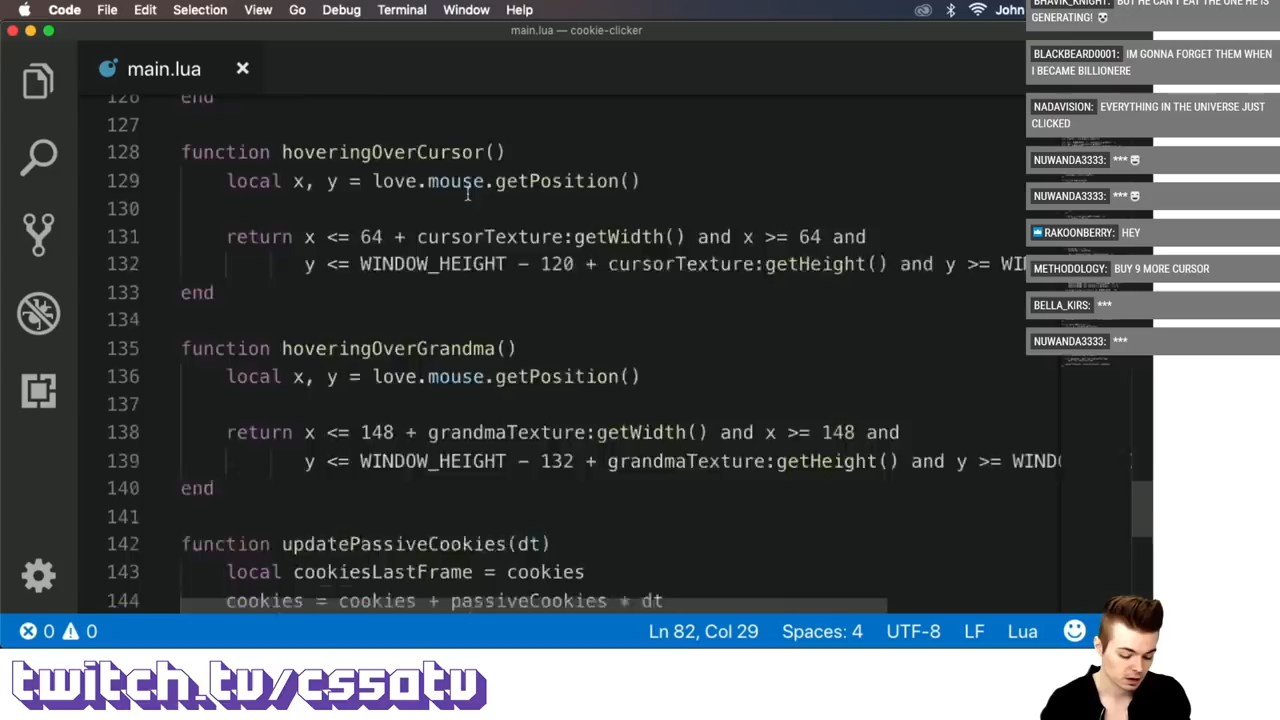 Code File Edit Selection View Go Debug Terminal Window Help John
main.lua — cookie-clicker
main.lua
126 end
127
128 function hoveringOverCursor()
129 local x, y = love.mouse.getPosition()
130
131 return x <= 64 + cursorTexture:getWidth() and x >= 64 and
132 y <= WINDOW_HEIGHT - 120 + cursorTexture:getHeight() and y >=
133 end
134
135 function hoveringOverGrandma()
136 local x, y = love.mouse.getPosition()
137
138 return x <= 148 + grandmaTexture:getWidth() and x >= 148 and
139 y <= WINDOW_HEIGHT - 132 + grandmaTexture:getHeight() and y >=
140 end
141
142 function updatePassiveCookies(dt)
143 local cookiesLastFrame = cookies
144 cookies = cookies + passiveCookies * dt
0 0 Ln 82, Col 29 Spaces: 4 UTF-8 LF Lua
BHAVIK_KNIGHT: BUT HE CAN'T EAT THE ONE HE IS
GENERATING!
BLACKBEARD0001: IM GONNA FORGET THEM WHEN
I BECAME BILLIONERE
NADAVISION: EVERYTHING IN THE UNIVERSE JUST
CLICKED
NUWANDA3333: ***
NUWANDA3333: ***
RAKOONBERRY: HEY
METHODOLOGY: BUY 9 MORE CURSOR
BELLA_KIRS: ***
NUWANDA3333: ***
twitch.tv/cs50tv